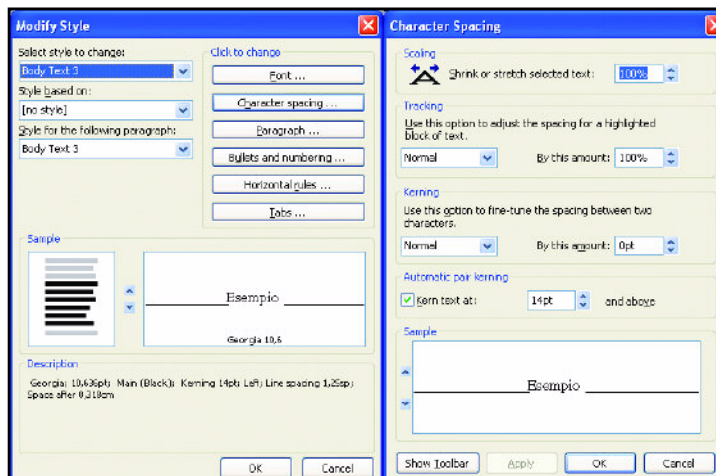 Modify Style
Select style to change:
Body Text 3
Style based on:
[no style]
Style for the following paragraph:
Body Text 3
Click to change
Font ...
Character spacing ...
Paragraph ...
Bullets and numbering ...
Horizontal rules ...
Tabs ...
Sample
Esempio
Georgia 10,6
Description
Georgia; 10,636pt; Main (Black); Kerning 14pt; Left; Line spacing 1,25sp;
Space after 0,318cm
OK Cancel
Character Spacing
Scaling
Shrink or stretch selected text: 100%
Tracking
Use this option to adjust the spacing for a highlighted
block of text.
Normal By this amount: 100%
Kerning
Use this option to fine-tune the spacing between two
characters.
Normal By this amount: 0pt
Automatic pair kerning
Kern text at: 14pt and above
Sample
Esempio
Show Toolbar Apply OK Cancel